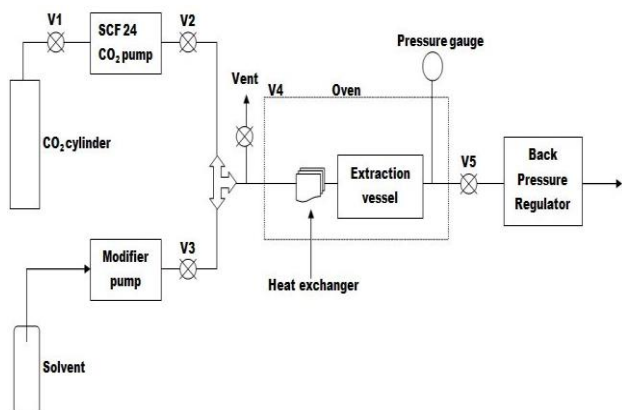 V1
SCF 24
CO₂ pump
V2
CO₂ cylinder
Vent
V4
Oven
Pressure gauge
Extraction
vessel
V5
Back
Pressure
Regulator
Heat exchanger
Modifier
pump
V3
Solvent